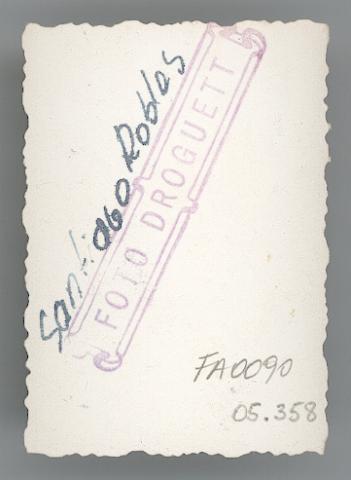 Santiago Robles
FOTO DROGUETT
FA0090
05.358